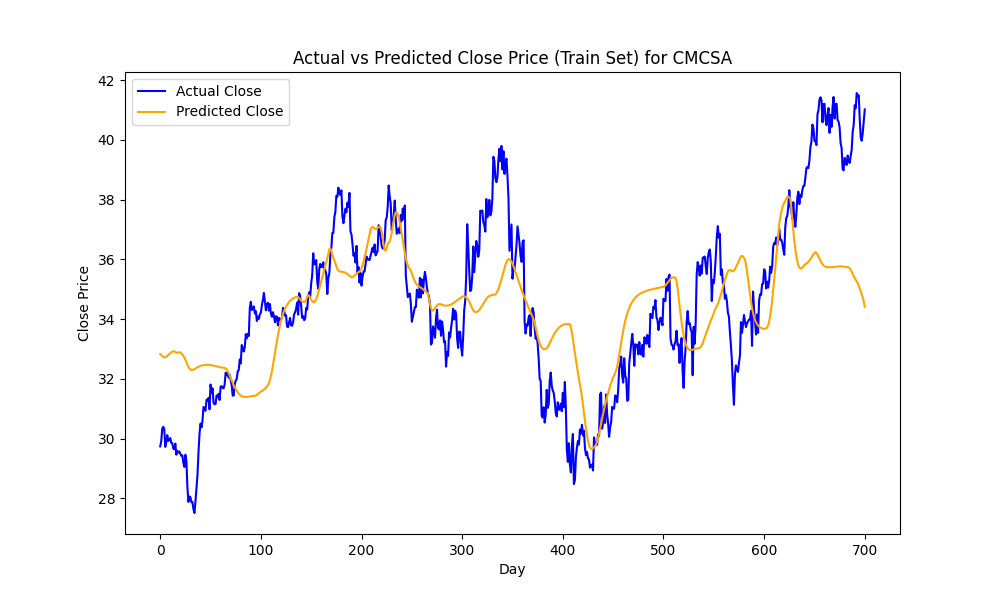 Actual vs Predicted Close Price (Train Set) for CMCSA
Actual Close
Predicted Close
Close Price
42
40
38
36
34
32
30
28
0 100 200 300 400 500 600 700
Day